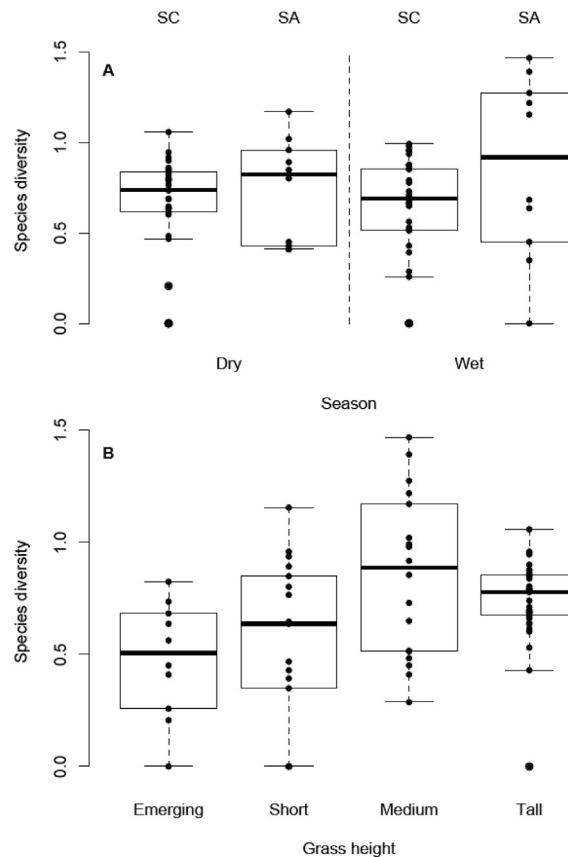 SC SA SC SA
A
Species diversity
1.5
1.0
0.5
0.0
Dry Wet
Season
B
Species diversity
1.5
1.0
0.5
0.0
Emerging Short Medium Tall
Grass height